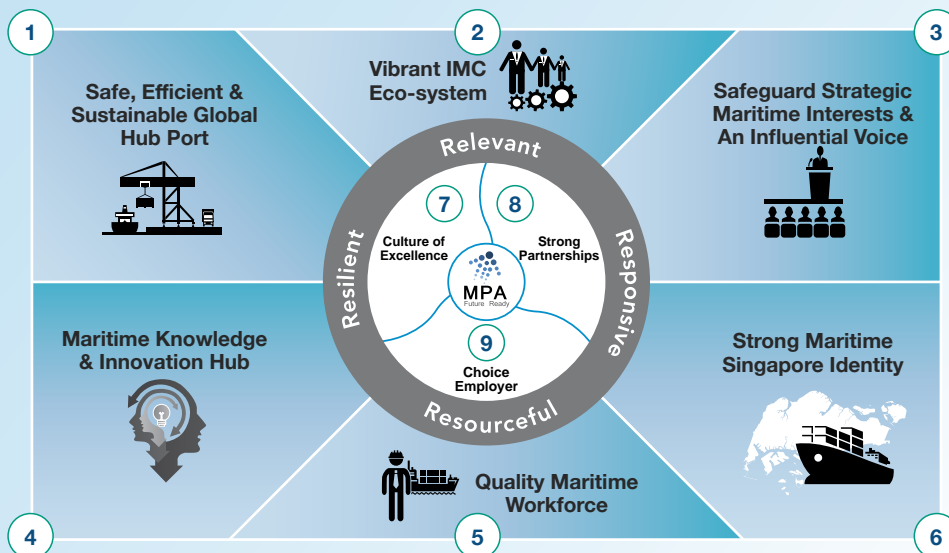 1
2
3
Safe, Efficient &
Sustainable Global
Hub Port
Vibrant IMC
Eco-system
Safeguard Strategic
Maritime Interests &
An Influential Voice
Relevant
Resilient
Responsive
Resourceful
7
Culture of
Excellence
8
Strong
Partnerships
MPA
Future Ready
9
Choice
Employer
Maritime Knowledge
& Innovation Hub
Strong Maritime
Singapore Identity
Quality Maritime
Workforce
4
5
6